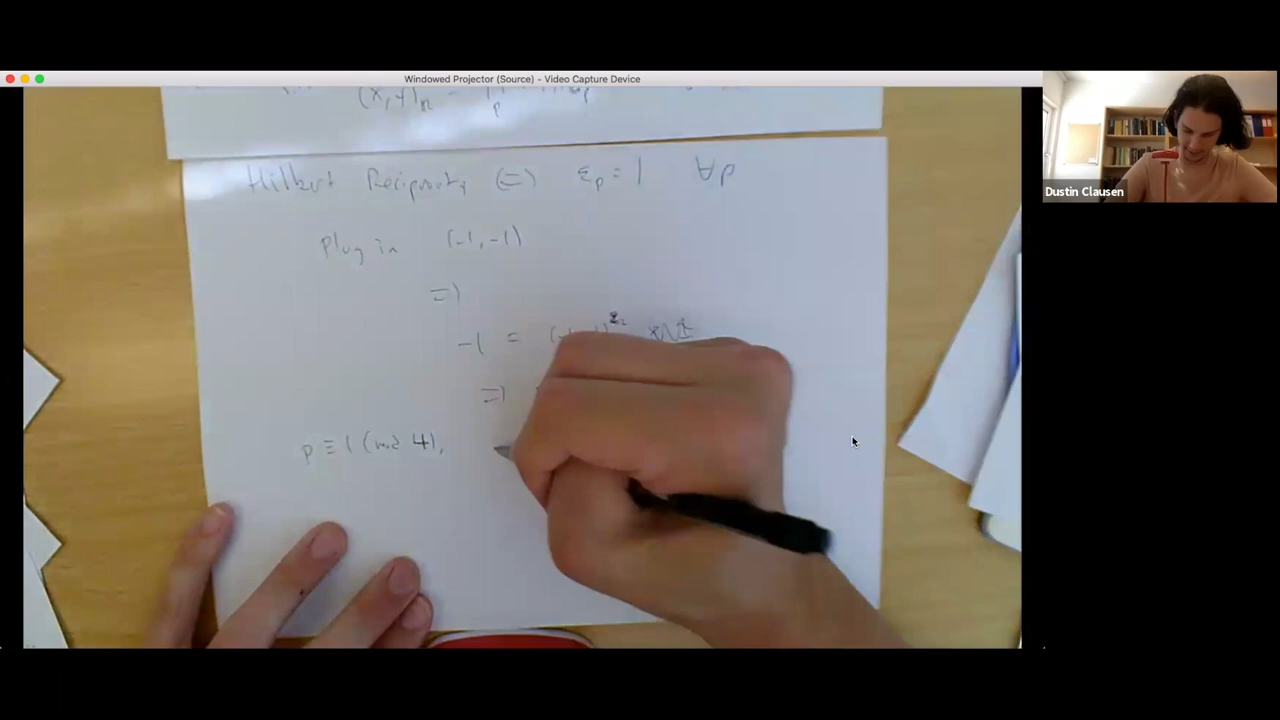 Windowed Projector (Source) - Video Capture Device
(x,y)
p
Hilbert Reciprocity (=) ε_p = 1 ∀p
Dustin Clausen
Plug in (-1,-1)
=)
-1 =
=)
p ≡ 1 (mod 4),